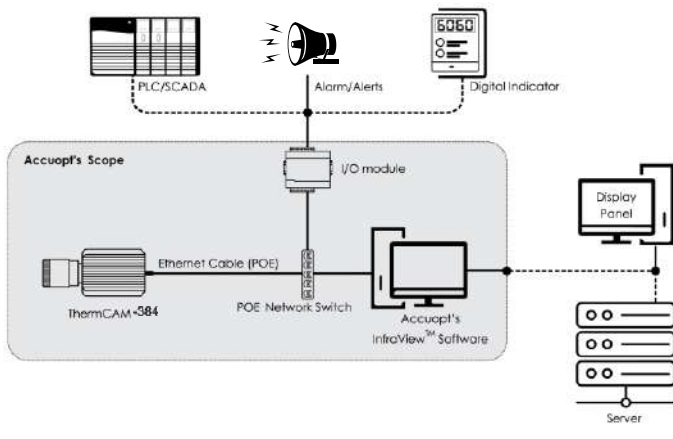 6060
PLC/SCADA
Alarm/Alerts
Digital Indicator
Accuopt's Scope
I/O module
Display
Panel
Ethernet Cable (POE)
ThermCAM-384
POE Network Switch
Accuopt's
InfraView™ Software
Server